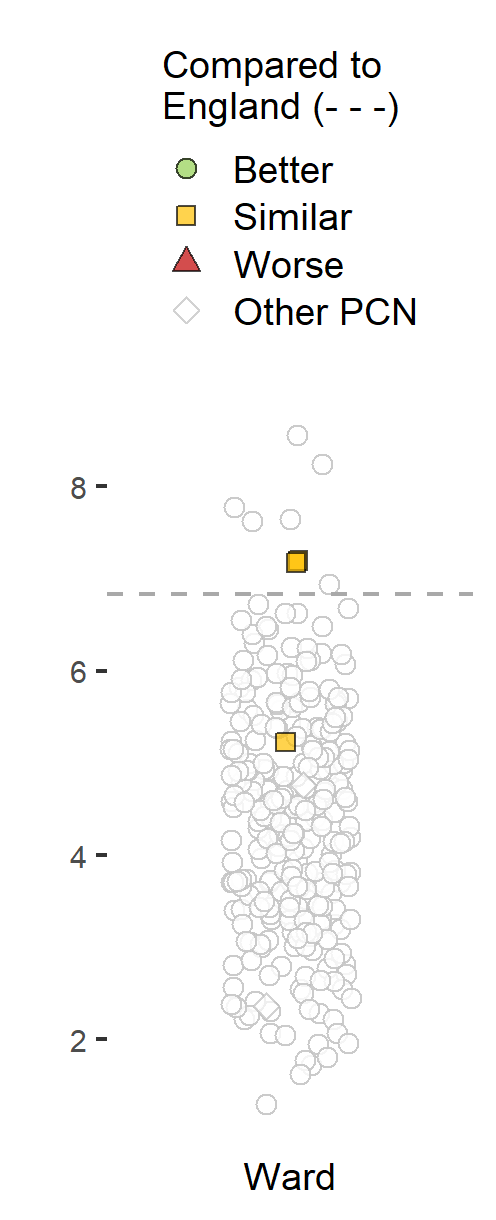 Compared to
England (- - -)
Better
Similar
Worse
Other PCN
8
6
4
2
Ward